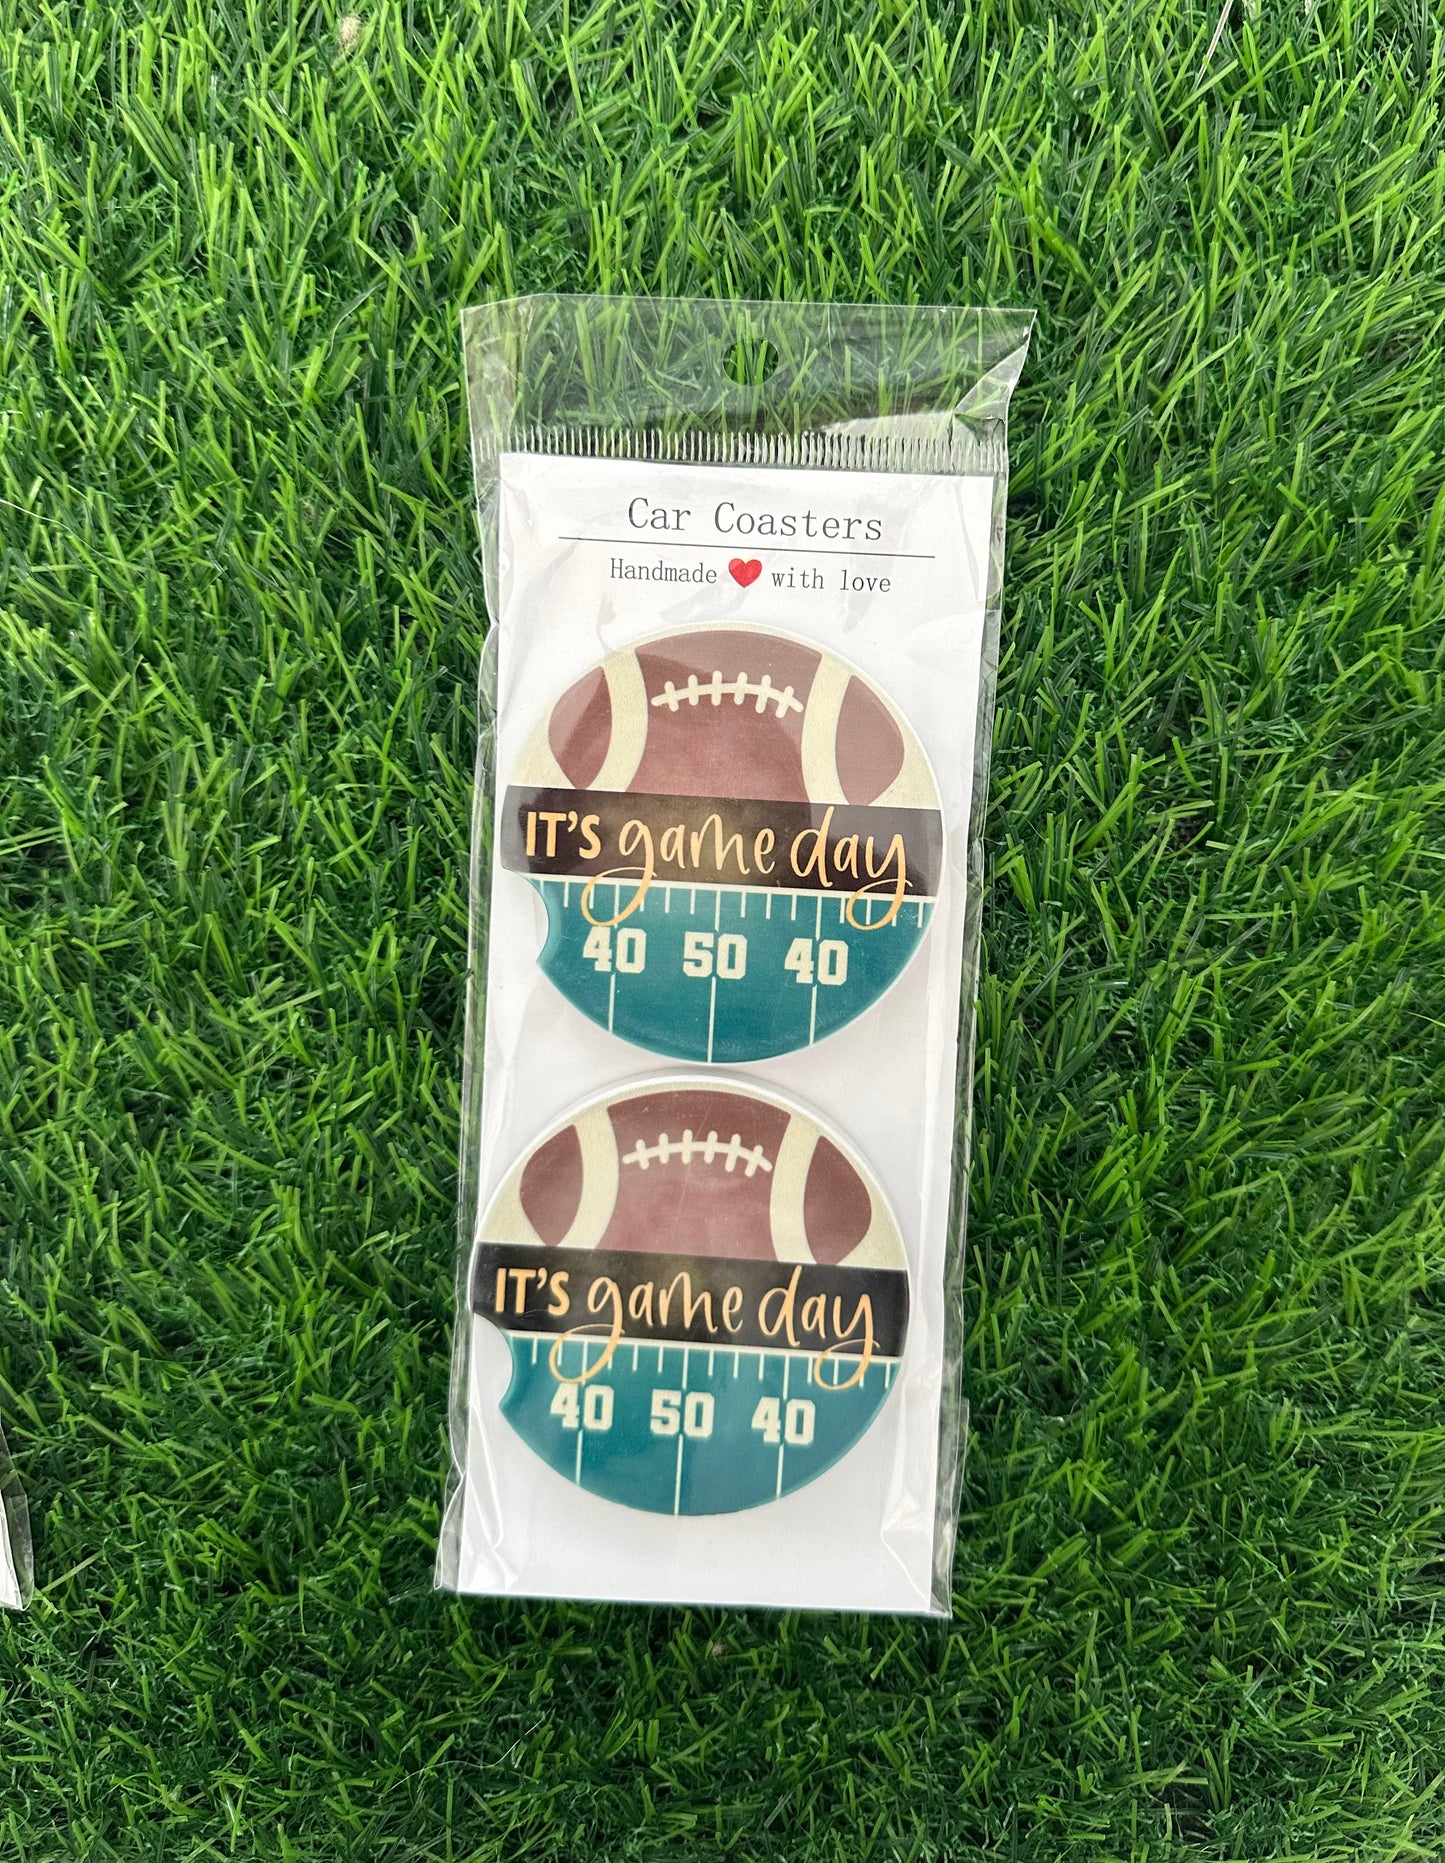 Car Coasters
Handmade ❤ with love
IT'S game day
40 50 40
IT'S game day
40 50 40